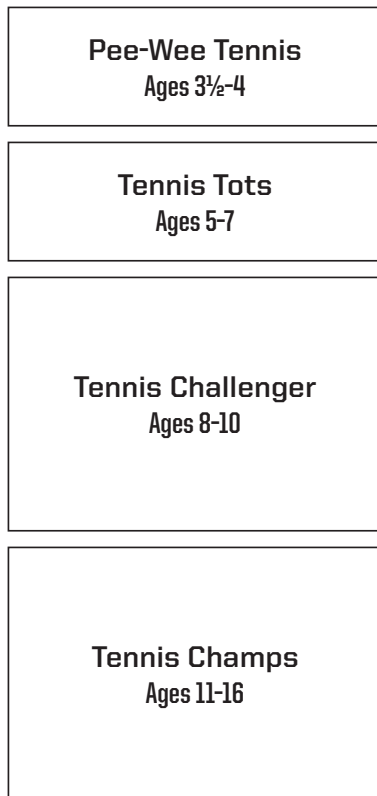 Pee-Wee Tennis
Ages 3½-4
Tennis Tots
Ages 5-7
Tennis Challenger
Ages 8-10
Tennis Champs
Ages 11-16